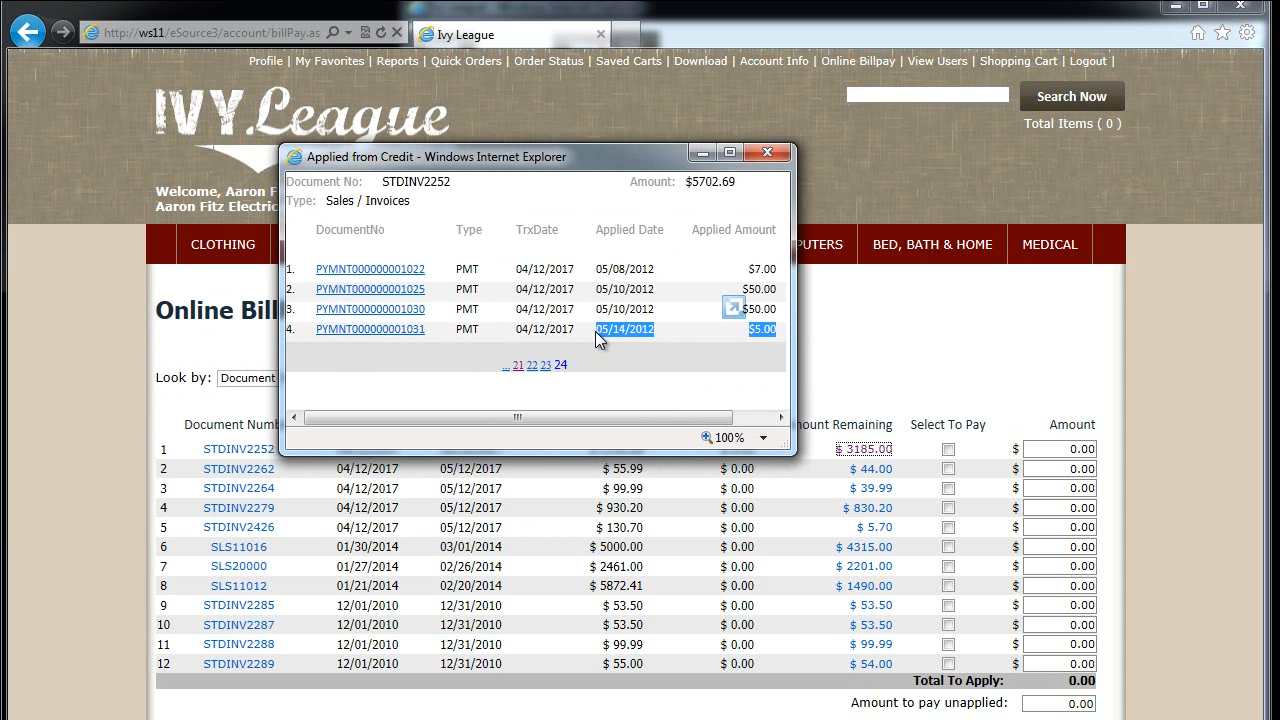 http://ws11/eSource3/account/billPay.as
Ivy League
Profile | My Favorites | Reports | Quick Orders | Order Status | Saved Carts | Download | Account Info | Online Billpay | View Users | Shopping Cart | Logout |
IVY.League
Search Now
Total Items ( 0 )
Welcome, Aaron F
Aaron Fitz Electric
CLOTHING
PUTERS
BED, BATH & HOME
MEDICAL
Applied from Credit - Windows Internet Explorer
Document No: STDINV2252 Amount: $5702.69
Type: Sales / Invoices
DocumentNo Type TrxDate Applied Date Applied Amount
1. PYMNT000000001022 PMT 04/12/2017 05/08/2012 $7.00
2. PYMNT000000001025 PMT 04/12/2017 05/10/2012 $50.00
3. PYMNT000000001030 PMT 04/12/2017 05/10/2012 $50.00
4. PYMNT000000001031 PMT 04/12/2017 05/14/2012 $5.00
... 21 22 23 24
100%
Online Bil
Look by: Document
Document Num ount Remaining Select To Pay Amount
1 STDINV2252 $ 3185.00 $ 0.00
2 STDINV2262 04/12/2017 05/12/2017 $ 55.99 $ 0.00 $ 44.00 $ 0.00
3 STDINV2264 04/12/2017 05/12/2017 $ 99.99 $ 0.00 $ 39.99 $ 0.00
4 STDINV2279 04/12/2017 05/12/2017 $ 930.20 $ 0.00 $ 830.20 $ 0.00
5 STDINV2426 04/12/2017 05/12/2017 $ 130.70 $ 0.00 $ 5.70 $ 0.00
6 SLS11016 01/30/2014 03/01/2014 $ 5000.00 $ 0.00 $ 4315.00 $ 0.00
7 SLS20000 01/27/2014 02/26/2014 $ 2461.00 $ 0.00 $ 2201.00 $ 0.00
8 SLS11012 01/21/2014 02/20/2014 $ 5872.41 $ 0.00 $ 1490.00 $ 0.00
9 STDINV2285 12/01/2010 12/31/2010 $ 53.50 $ 0.00 $ 53.50 $ 0.00
10 STDINV2287 12/01/2010 12/31/2010 $ 53.50 $ 0.00 $ 53.50 $ 0.00
11 STDINV2288 12/01/2010 12/31/2010 $ 99.99 $ 0.00 $ 99.99 $ 0.00
12 STDINV2289 12/01/2010 12/31/2010 $ 55.00 $ 0.00 $ 54.00 $ 0.00
Total To Apply: 0.00
Amount to pay unapplied: 0.00